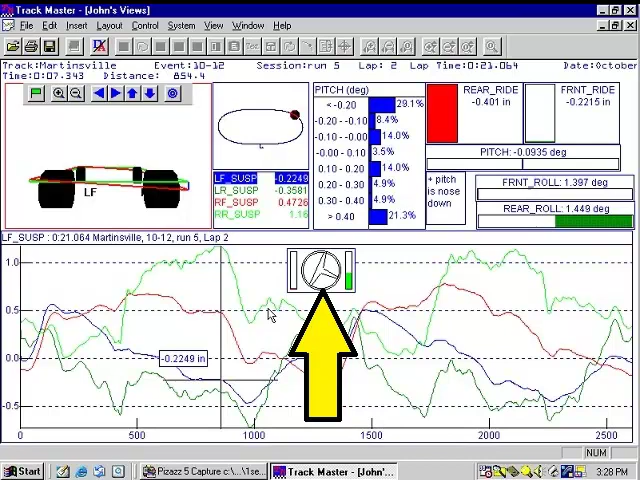 Track Master - [John's Views]
File Edit Insert Layout Control System View Window Help
Track:Martinsville Event:10-12 Session:run 5 Lap: 2 Lap Time:0:21.064 Date:October
Time:0:07.343 Distance: 854.4
LF
L
LF_SUSP -0.2249
LR_SUSP -0.3581
RF_SUSP 0.4726
RR_SUSP 1.16
PITCH (deg)
< -0.20 29.1%
-0.20 - -0.10 8.4%
-0.10 - -0.00 14.0%
-0.00 - 0.10 3.5%
0.10 - 0.20 14.0%
0.20 - 0.30 4.9%
0.30 - 0.40 4.9%
> 0.40 21.3%
REAR_RIDE
-0.401 in
FRNT_RIDE
-0.2215in
PITCH: -0.0935 deg
+ pitch
is nose
down
FRNT_ROLL: 1.397 deg
REAR_ROLL: 1.449 deg
LF_SUSP : 0:21.064 Martinsville, 10-12, run 5, Lap 2
1.0
0.5
0.0
-0.5
-0.2249 in
0 500 1000 1500 2000 2500
NUM
Start Pizazz 5 Capture c:\...\1se... Track Master - [John'... 3:28 PM